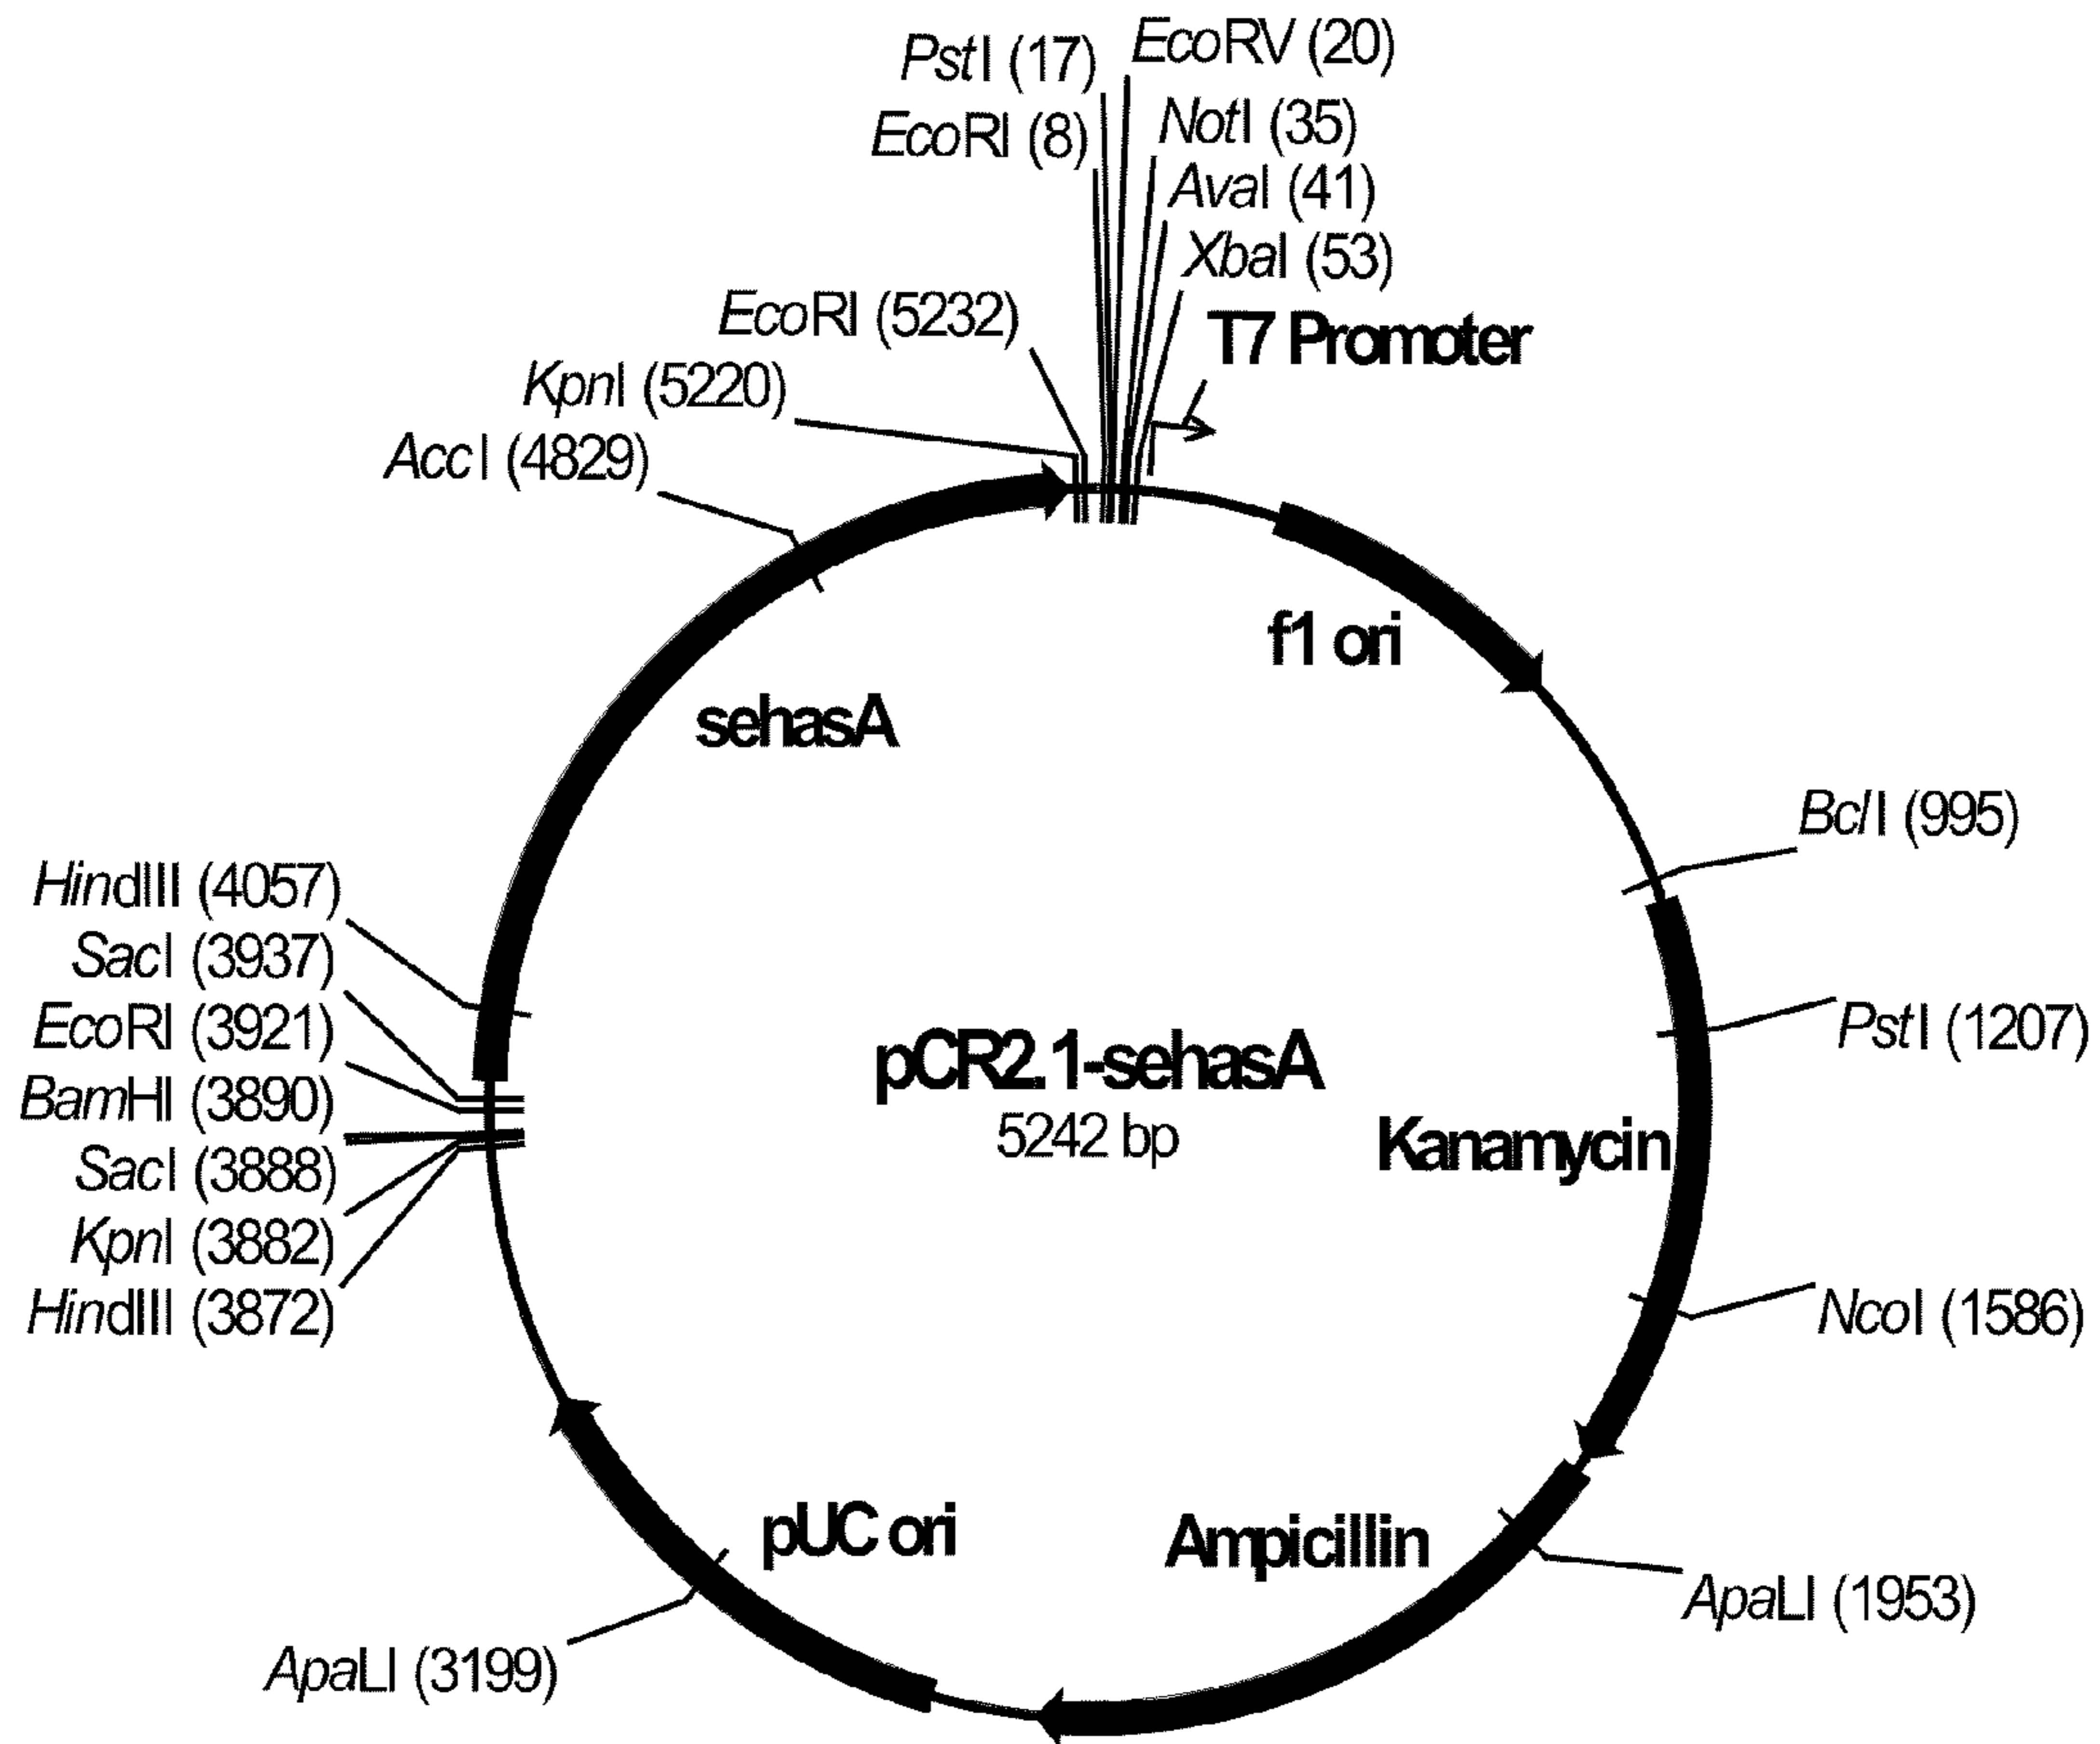 PstI (17)
EcoRV (20)
EcoRI (8)
NotI (35)
AvaI (41)
XbaI (53)
EcoRI (5232)
T7 Promoter
KpnI (5220)
AccI (4829)
f1 ori
sehasA
BclI (995)
HindIII (4057)
SacI (3937)
EcoRI (3921)
PstI (1207)
pCR2.1-sehasA
5242 bp
BamHI (3890)
Kanamycin
SacI (3888)
KpnI (3882)
HindIII (3872)
NcoI (1586)
pUC ori
Ampicillin
ApaLI (1953)
ApaLI (3199)